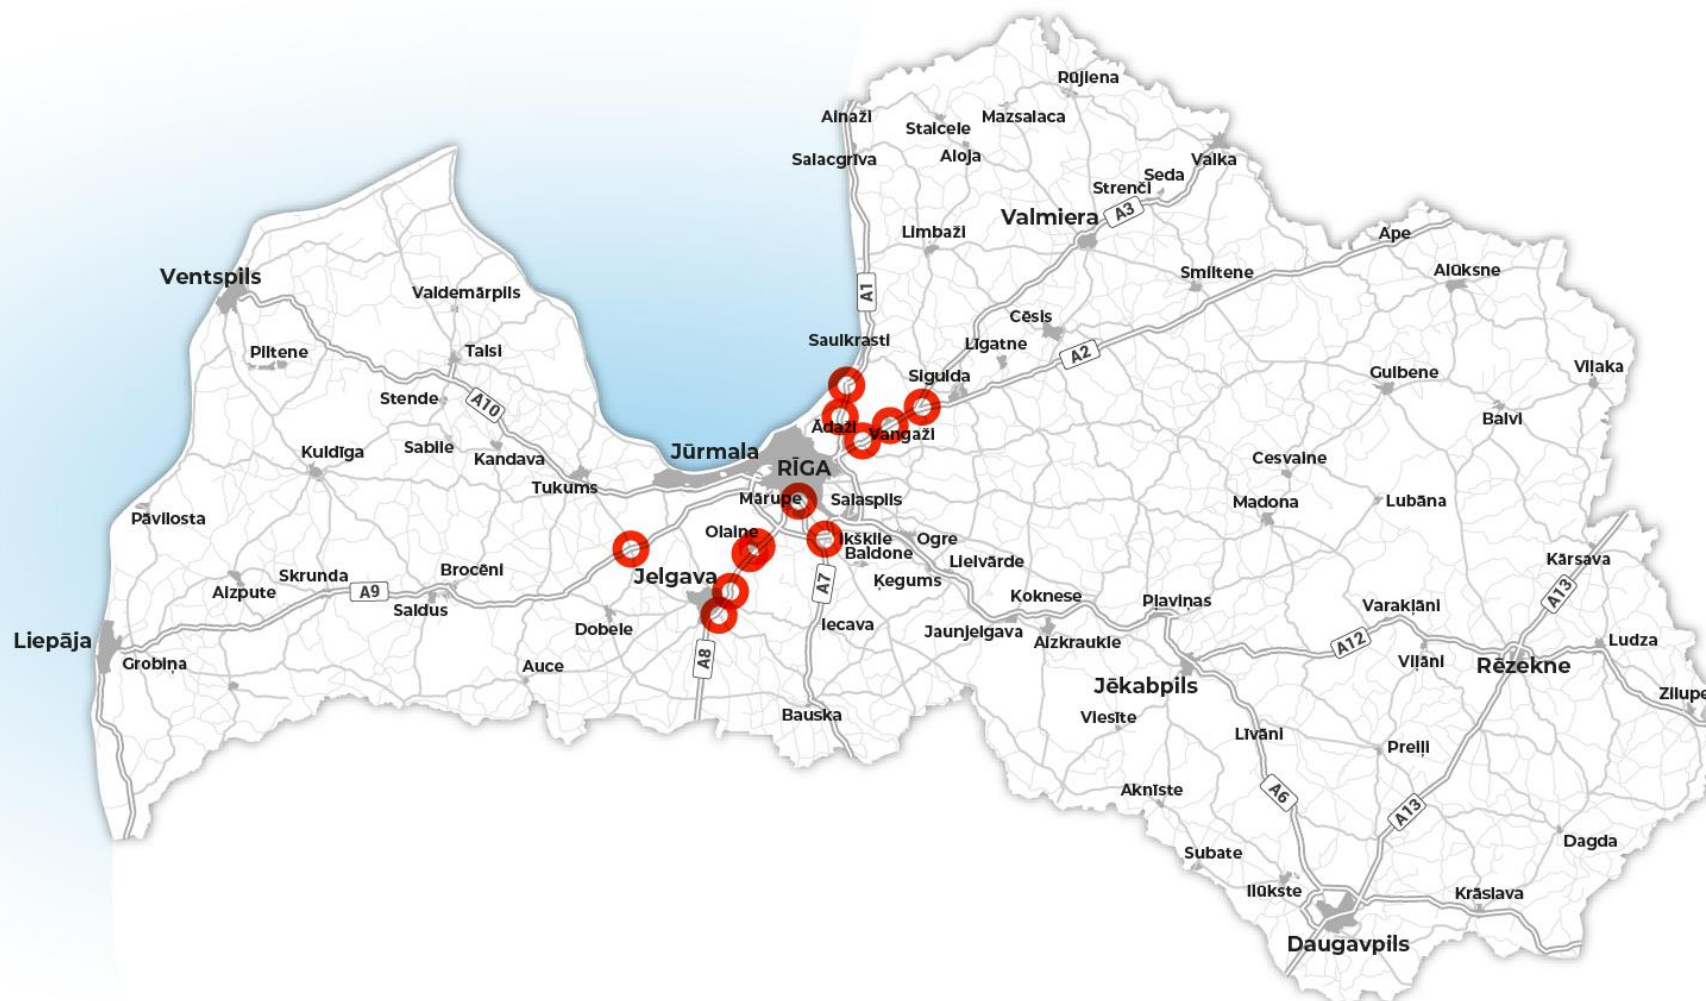 Rūjiena
Ainaži
Mazsalaca
Staicele
Salacgrīva
Aloja
Valka
Seda
Strenči
A3
Valmiera
Limbaži
Ape
Ventspils
Smiltene
Alūksne
Valdemārpils
A1
Cēsis
Saulkrasti
Līgatne
Piltene
Talsi
A2
Sigulda
Gulbene
Viļaka
Stende
A10
Balvi
Ādaži
Vangaži
Sabile
Kuldīga
Jūrmala
Kandava
RĪGA
Cesvaine
Tukums
Mārupe
Salaspils
Madona
Lubāna
Pāvilosta
Olaine
Ikšķile
Ogre
Baldone
Kārsava
Lielvārde
Skrunda
Brocēni
Jelgava
Ķegums
A7
Aizpute
A9
Saldus
Koknese
Pļaviņas
Varakļāni
A13
Dobele
Iecava
Jaunjelgava
Aizkraukle
A12
Ludza
Liepāja
Grobiņa
Auce
A8
Viļāni
Rēzekne
Jēkabpils
Zilupe
Bauska
Viesīte
Līvāni
Preiļi
Aknīste
A6
A13
Dagda
Subate
Ilūkste
Krāslava
Daugavpils